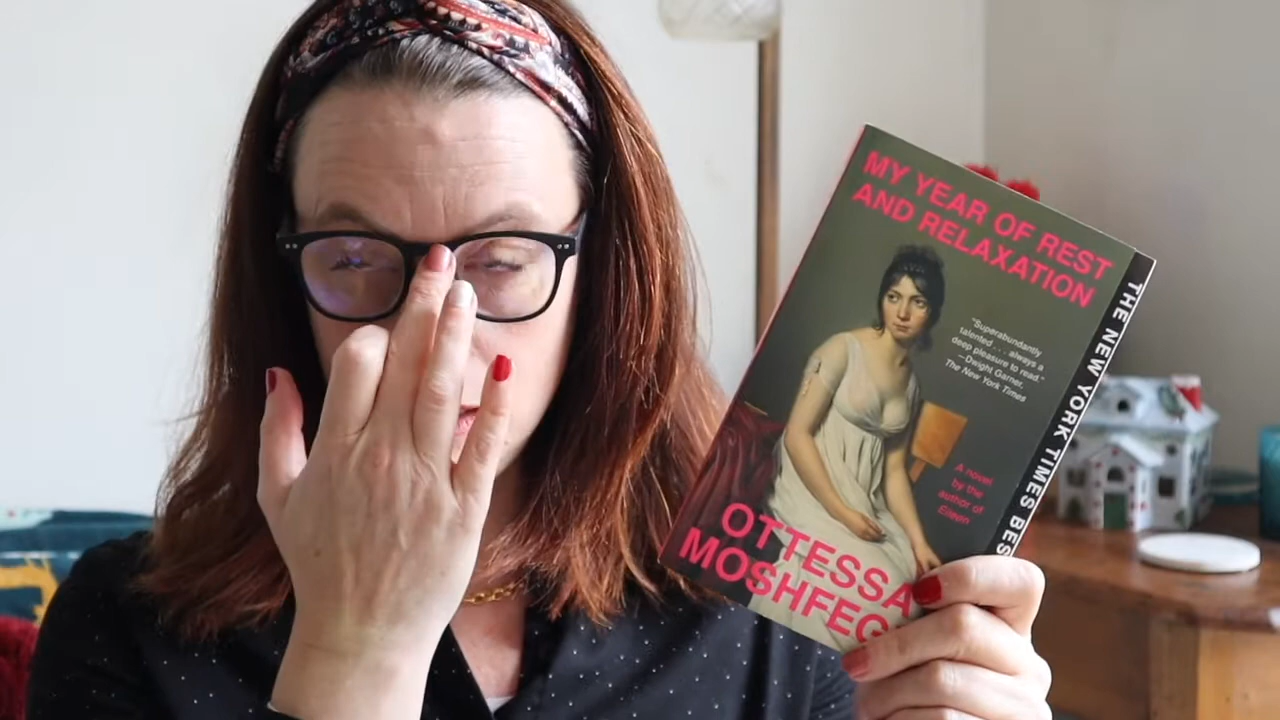 MY YEAR OF REST
AND RELAXATION
"Superabundantly
talented . . . always a
deep pleasure to read."
—Dwight Garner,
The New York Times
A novel
by the
author of
Eileen
OTTESSA
MOSHFEG
THE NEW YORK TIMES BES